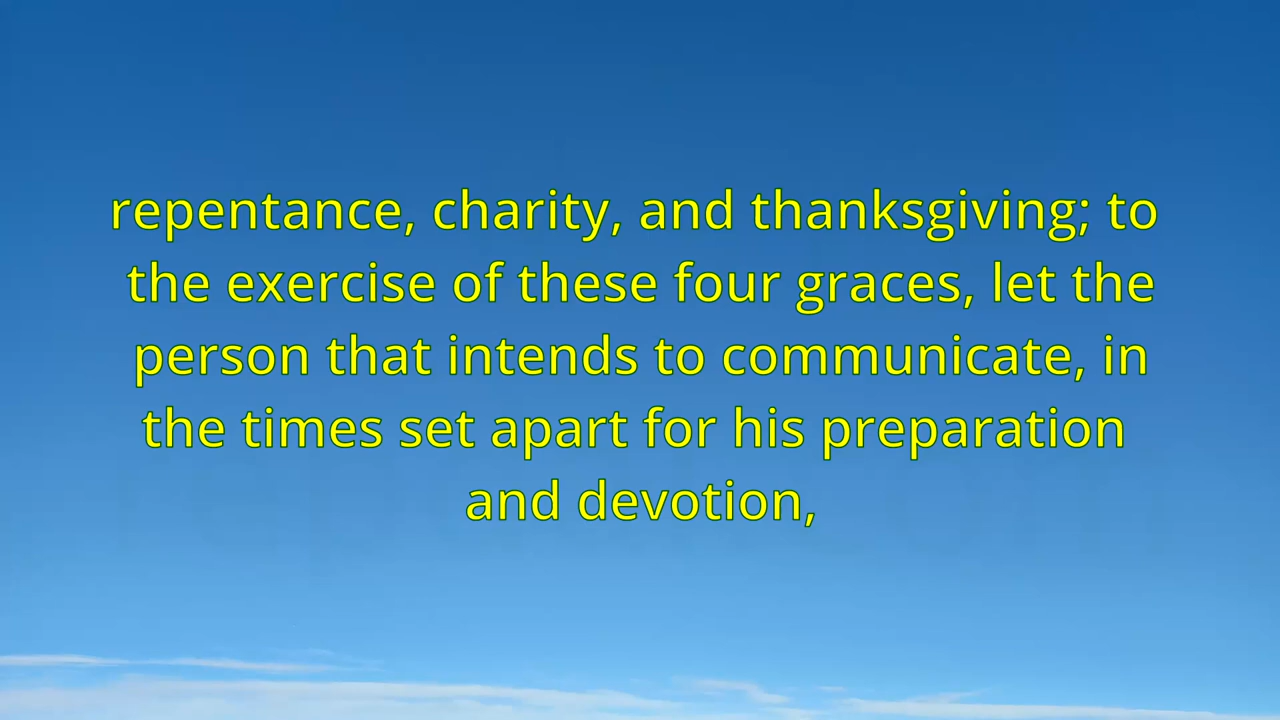 repentance, charity, and thanksgiving; to
the exercise of these four graces, let the
person that intends to communicate, in
the times set apart for his preparation
and devotion,